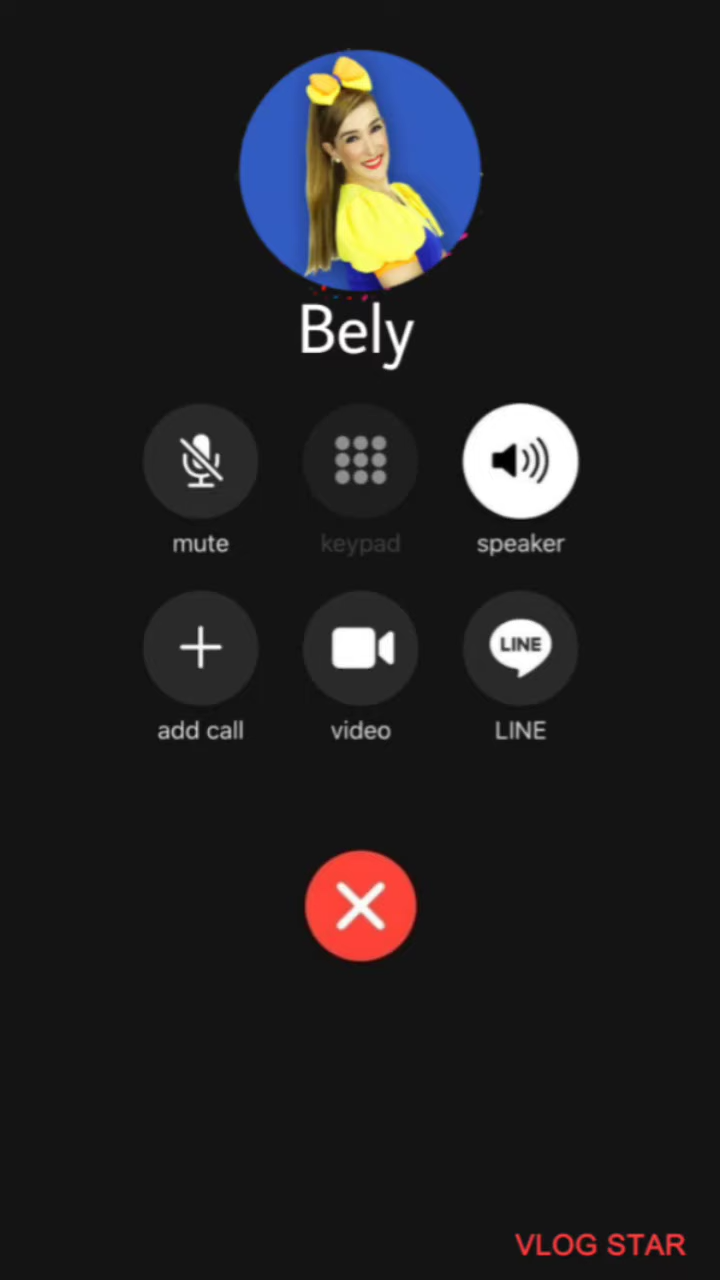 Bely
mute keypad speaker
LINE
add call video LINE
VLOG STAR